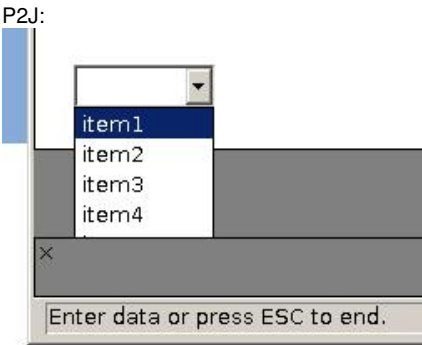 P2J:
item1
item2
item3
item4
Enter data or press ESC to end.